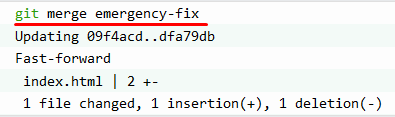 git merge emergency-fix
Updating 09f4acd..dfa79db
Fast-forward
 index.html | 2 +-
 1 file changed, 1 insertion(+), 1 deletion(-)